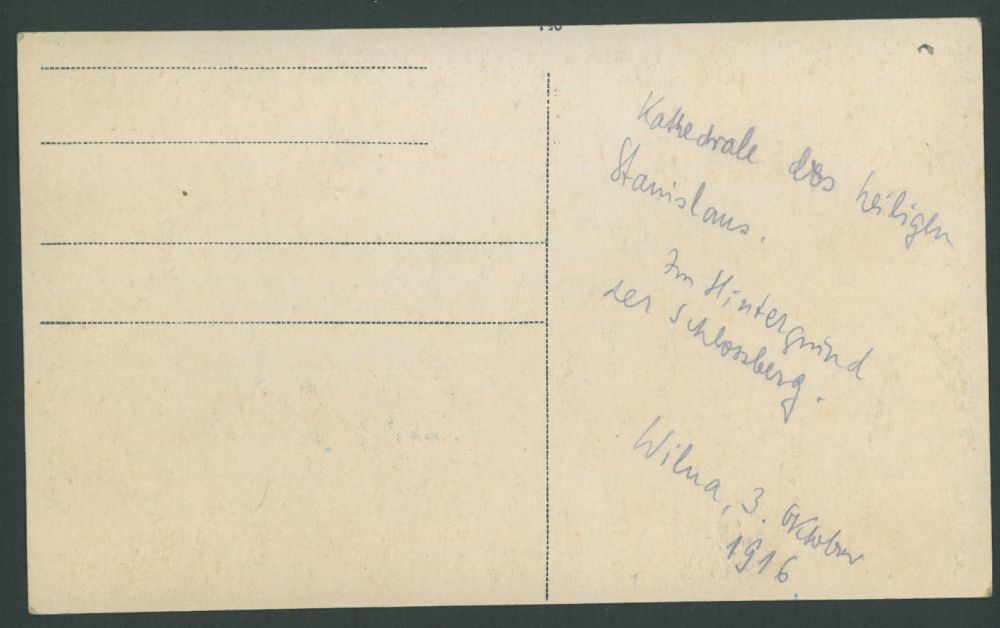 Kathedrale des heiligen
Stanislaus.
Im Hintergrund
der Schlossberg.
Wilna, 3. Oktober
1916